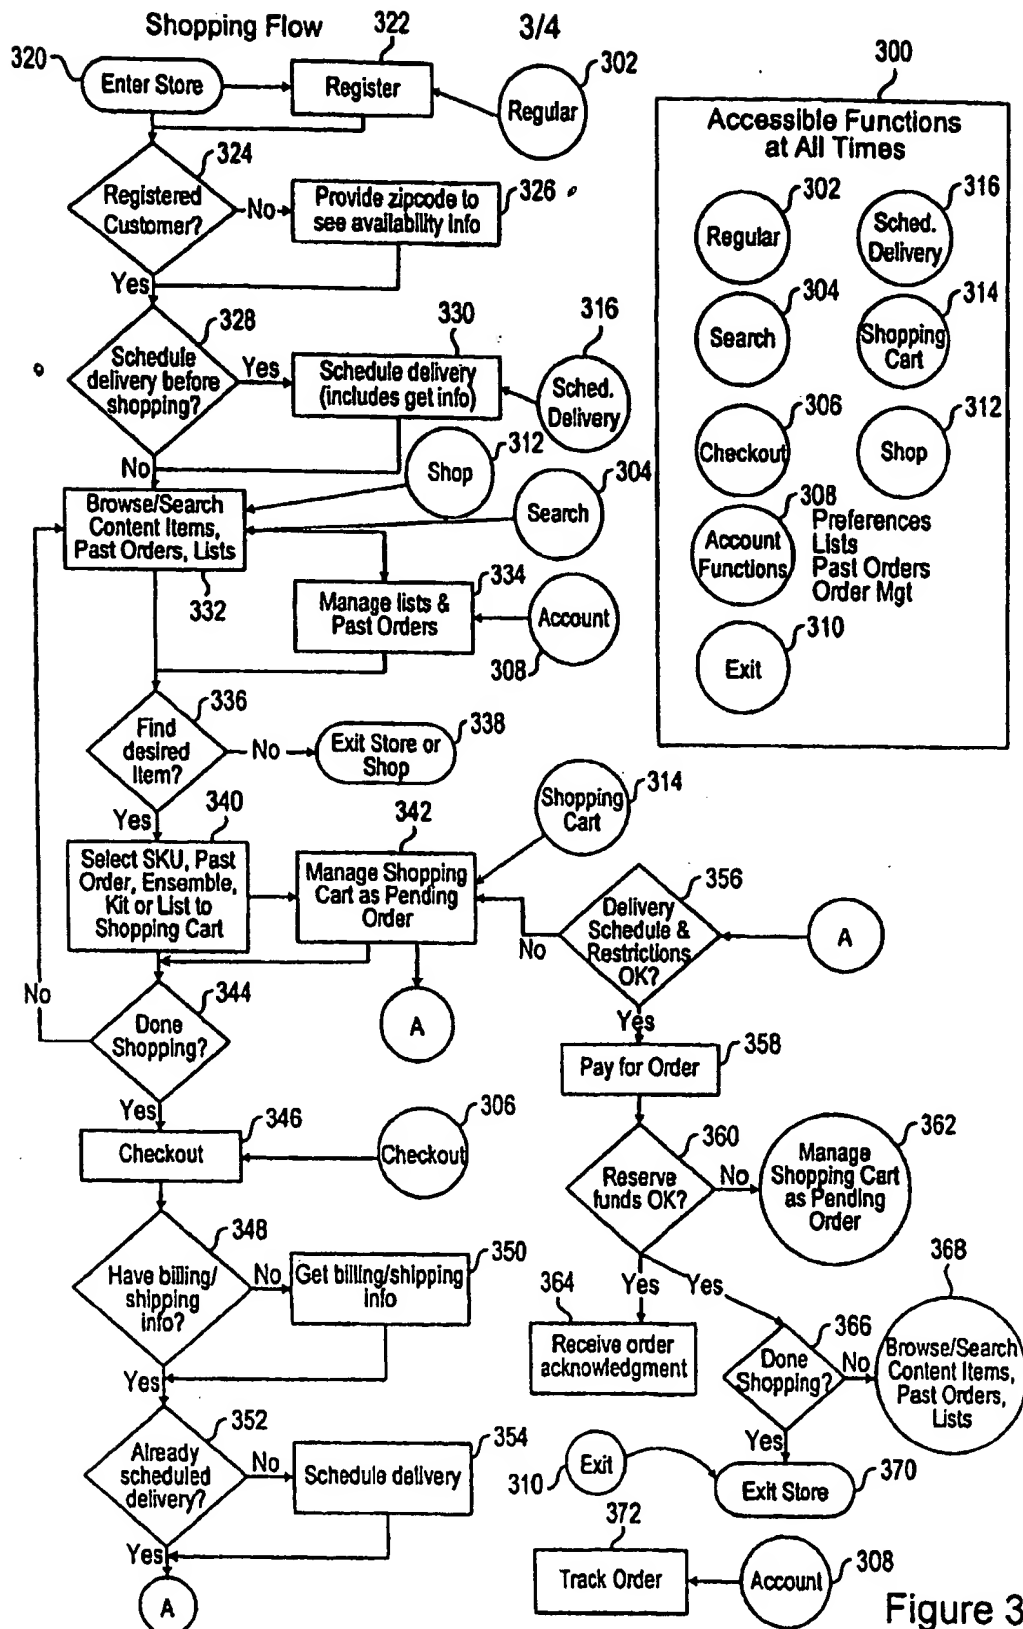 Shopping Flow
3/4
320
Enter Store
322
Register
302
Regular
324
Registered
Customer?
No
326
Provide zipcode to
see availability info
Yes
328
Schedule
delivery before
shopping?
Yes
330
Schedule delivery
(includes get info)
316
Sched.
Delivery
No
312
Shop
304
Search
Browse/Search
Content Items,
Past Orders, Lists
332
334
Manage lists &
Past Orders
Account
308
336
Find
desired
Item?
No
338
Exit Store or
Shop
Yes
340
Select SKU, Past
Order, Ensemble,
Kit or List to
Shopping Cart
342
Manage Shopping
Cart as Pending
Order
314
Shopping
Cart
A
344
Done
Shopping?
No
Yes
346
Checkout
306
Checkout
348
Have billing/
shipping
info?
No
350
Get billing/shipping
info
Yes
352
Already
scheduled
delivery?
No
354
Schedule delivery
Yes
A
300
Accessible Functions
at All Times
302
Regular
316
Sched.
Delivery
304
Search
314
Shopping
Cart
306
Checkout
312
Shop
308
Account
Functions
Preferences
Lists
Past Orders
Order Mgt
310
Exit
356
Delivery
Schedule &
Restrictions
OK?
A
No
Yes
358
Pay for Order
360
Reserve
funds OK?
No
362
Manage
Shopping Cart
as Pending
Order
Yes
Yes
364
Receive order
acknowledgment
366
Done
Shopping?
No
368
Browse/Search
Content Items,
Past Orders,
Lists
Yes
310
Exit
Exit Store
370
372
Track Order
Account
308
Figure 3